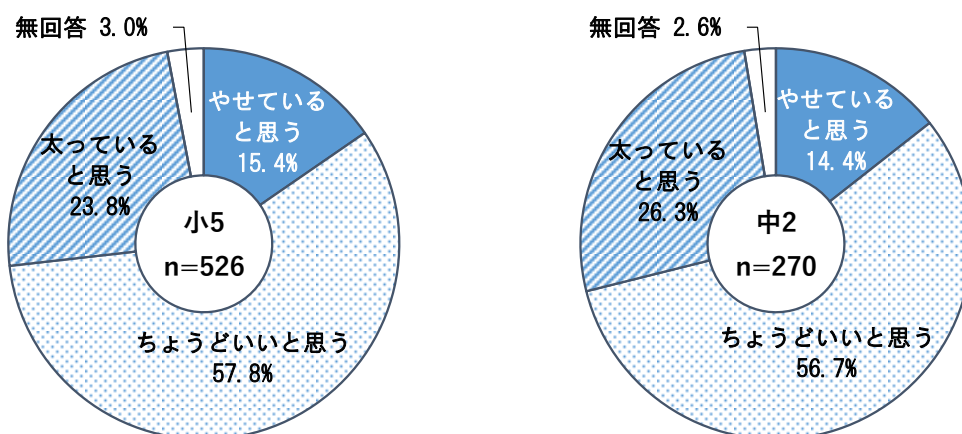 無回答 3.0%
やせている
と思う
15.4%
太っている
と思う
23.8%
小5
n=526
ちょうどいいと思う
57.8%
無回答 2.6%
やせている
と思う
14.4%
太っている
と思う
26.3%
中2
n=270
ちょうどいいと思う
56.7%